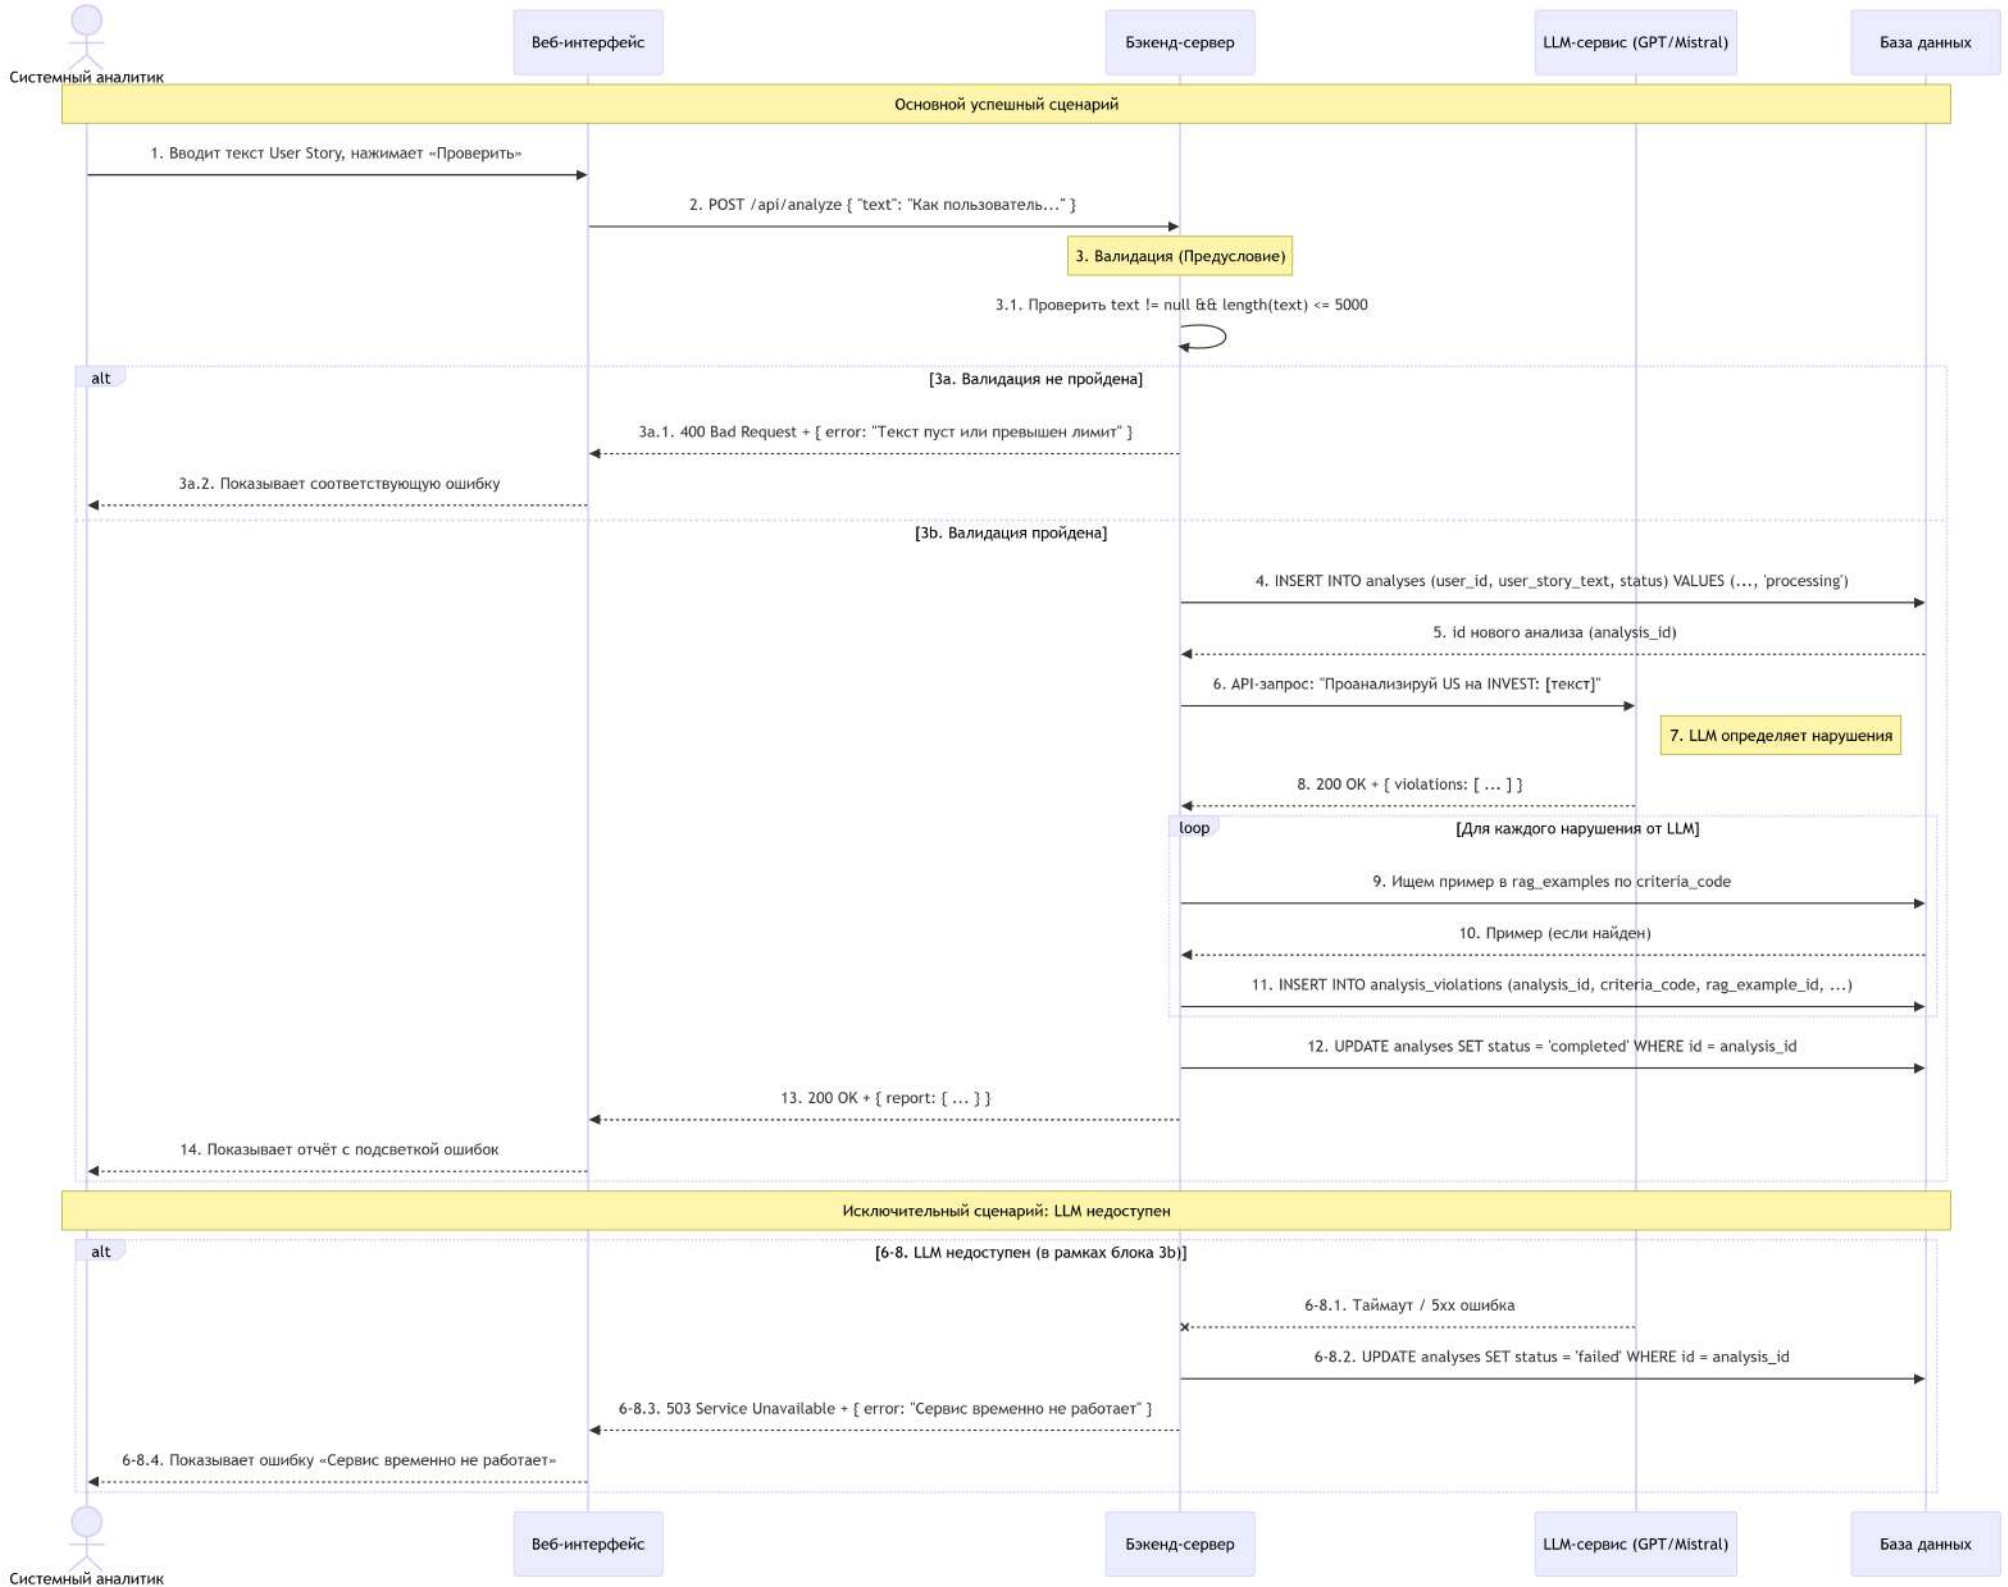 Системный аналитик
Веб-интерфейс
Бэкенд-сервер
LLM-сервис (GPT/Mistral)
База данных
Основной успешный сценарий
1. Вводит текст User Story, нажимает «Проверить»
2. POST /api/analyze { "text": "Как пользователь..." }
3. Валидация (Предусловие)
3.1. Проверить text != null && length(text) <= 5000
alt
[3a. Валидация не пройдена]
3a.1. 400 Bad Request + { error: "Текст пуст или превышен лимит" }
3a.2. Показывает соответствующую ошибку
[3b. Валидация пройдена]
4. INSERT INTO analyses (user_id, user_story_text, status) VALUES (..., 'processing')
5. id нового анализа (analysis_id)
6. API-запрос: "Проанализируй US на INVEST: [текст]"
7. LLM определяет нарушения
8. 200 OK + { violations: [ ... ] }
loop
[Для каждого нарушения от LLM]
9. Ищем пример в rag_examples по criteria_code
10. Пример (если найден)
11. INSERT INTO analysis_violations (analysis_id, criteria_code, rag_example_id, ...)
12. UPDATE analyses SET status = 'completed' WHERE id = analysis_id
13. 200 OK + { report: { ... } }
14. Показывает отчёт с подсветкой ошибок
Исключительный сценарий: LLM недоступен
alt
[6-8. LLM недоступен (в рамках блока 3b)]
6-8.1. Таймаут / 5xx ошибка
6-8.2. UPDATE analyses SET status = 'failed' WHERE id = analysis_id
6-8.3. 503 Service Unavailable + { error: "Сервис временно не работает" }
6-8.4. Показывает ошибку «Сервис временно не работает»
Системный аналитик
Веб-интерфейс
Бэкенд-сервер
LLM-сервис (GPT/Mistral)
База данных